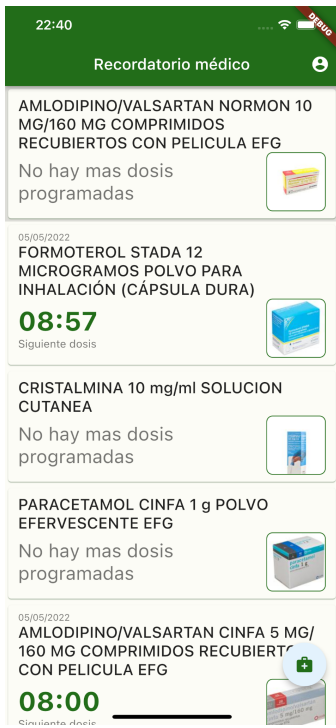 22:40
DEBUG
Recordatorio médico
AMLODIPINO/VALSARTAN NORMON 10
MG/160 MG COMPRIMIDOS
RECUBIERTOS CON PELICULA EFG
No hay mas dosis
programadas
05/05/2022
FORMOTEROL STADA 12
MICROGRAMOS POLVO PARA
INHALACIÓN (CÁPSULA DURA)
08:57
Siguiente dosis
CRISTALMINA 10 mg/ml SOLUCION
CUTANEA
No hay mas dosis
programadas
PARACETAMOL CINFA 1 g POLVO
EFERVESCENTE EFG
No hay mas dosis
programadas
05/05/2022
AMLODIPINO/VALSARTAN CINFA 5 MG/
160 MG COMPRIMIDOS
CON PELICULA EFG
08:00
Siguiente dosis